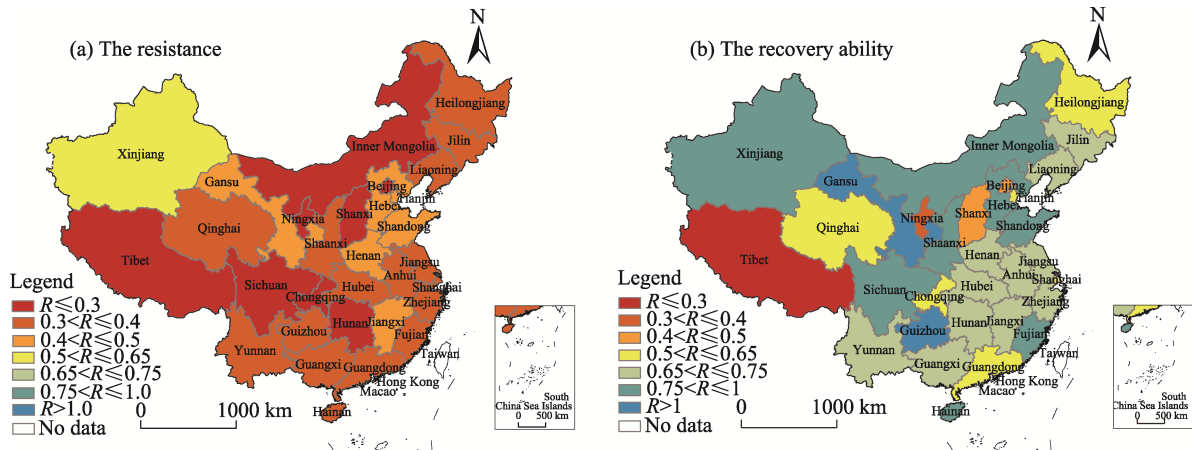 (a) The resistance
N
Heilongjiang
Jilin
Liaoning
Inner Mongolia
Xinjiang
Gansu
Beijing
Tianjin
Hebei
Shanxi
Ningxia
Shandong
Qinghai
Shaanxi
Henan
Jiangsu
Anhui
Tibet
Sichuan
Hubei
Shanghai
Chongqing
Zhejiang
Hunan
Jiangxi
Guizhou
Fujian
Yunnan
Taiwan
Guangxi
Guangdong
Hong Kong
Macao
Hainan
Legend
R≤0.3
0.3<R≤0.4
0.4<R≤0.5
0.5<R≤0.65
0.65<R≤0.75
0.75<R≤1.0
R>1.0
No data
0 1000 km
South
China Sea Islands
0 500 km
(b) The recovery ability
N
Heilongjiang
Jilin
Liaoning
Inner Mongolia
Xinjiang
Gansu
Beijing
Tianjin
Hebei
Shanxi
Ningxia
Shandong
Qinghai
Shaanxi
Henan
Jiangsu
Anhui
Shanghai
Tibet
Sichuan
Hubei
Chongqing
Zhejiang
Hunan
Jiangxi
Guizhou
Fujian
Yunnan
Taiwan
Guangxi
Guangdong
Hong Kong
Macao
Hainan
Legend
R≤0.3
0.3<R≤0.4
0.4<R≤0.5
0.5<R≤0.65
0.65<R≤0.75
0.75<R≤1
R>1
No data
0 1000 km
South
China Sea Islands
0 500 km